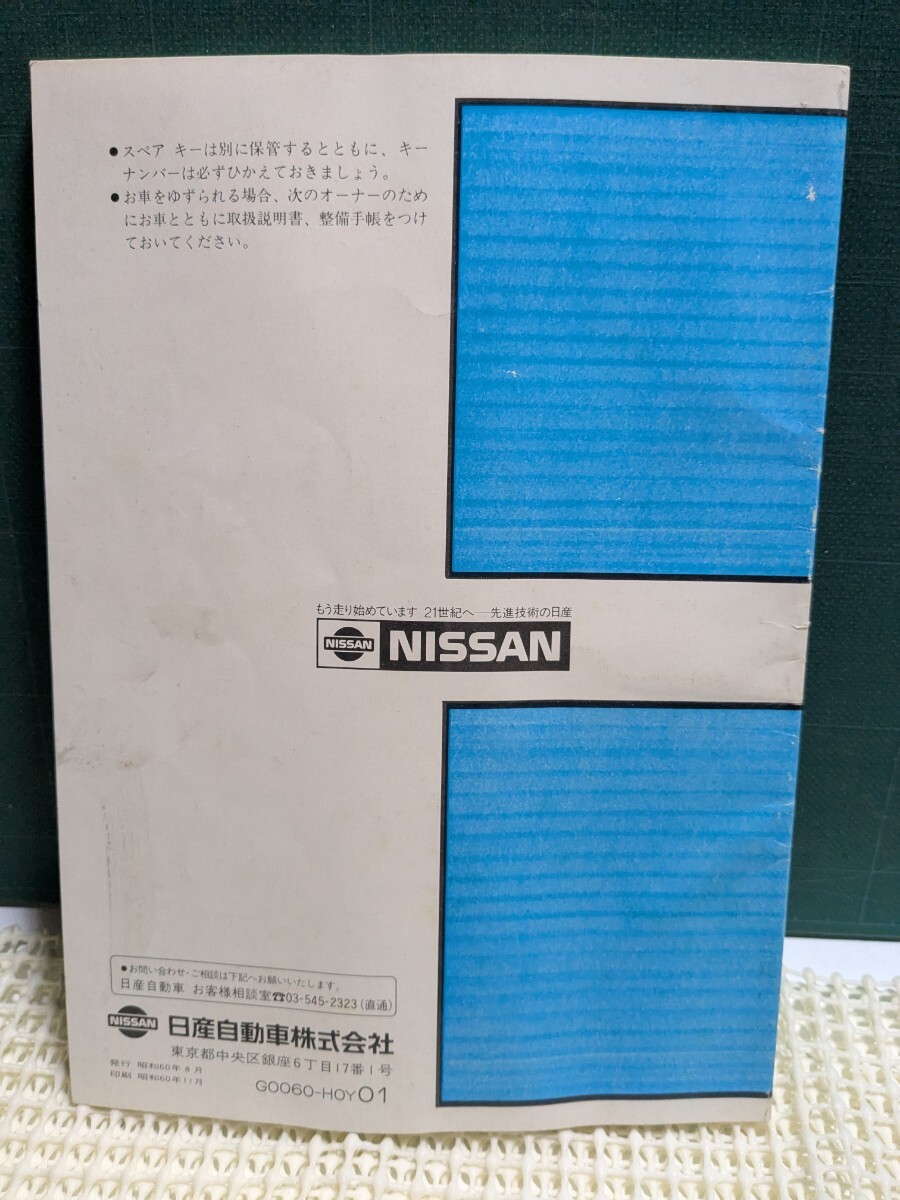 ●スペア キーは別に保管するとともに、キー
ナンバーは必ずひかえておきましょう。
●お車をゆずられる場合、次のオーナーのため
にお車とともに取扱説明書、整備手帳をつけ
ておいてください。
もう走り始めています 21世紀へ―先進技術の日産
NISSAN NISSAN
●お問い合わせ・ご相談は下記へお願いいたします。
日産自動車 お客様相談室☎03-545-2323(直通)
NISSAN 日産自動車株式会社
東京都中央区銀座6丁目17番1号
発行 昭和60年8月
印刷 昭和60年11月
G0060-H0Y01